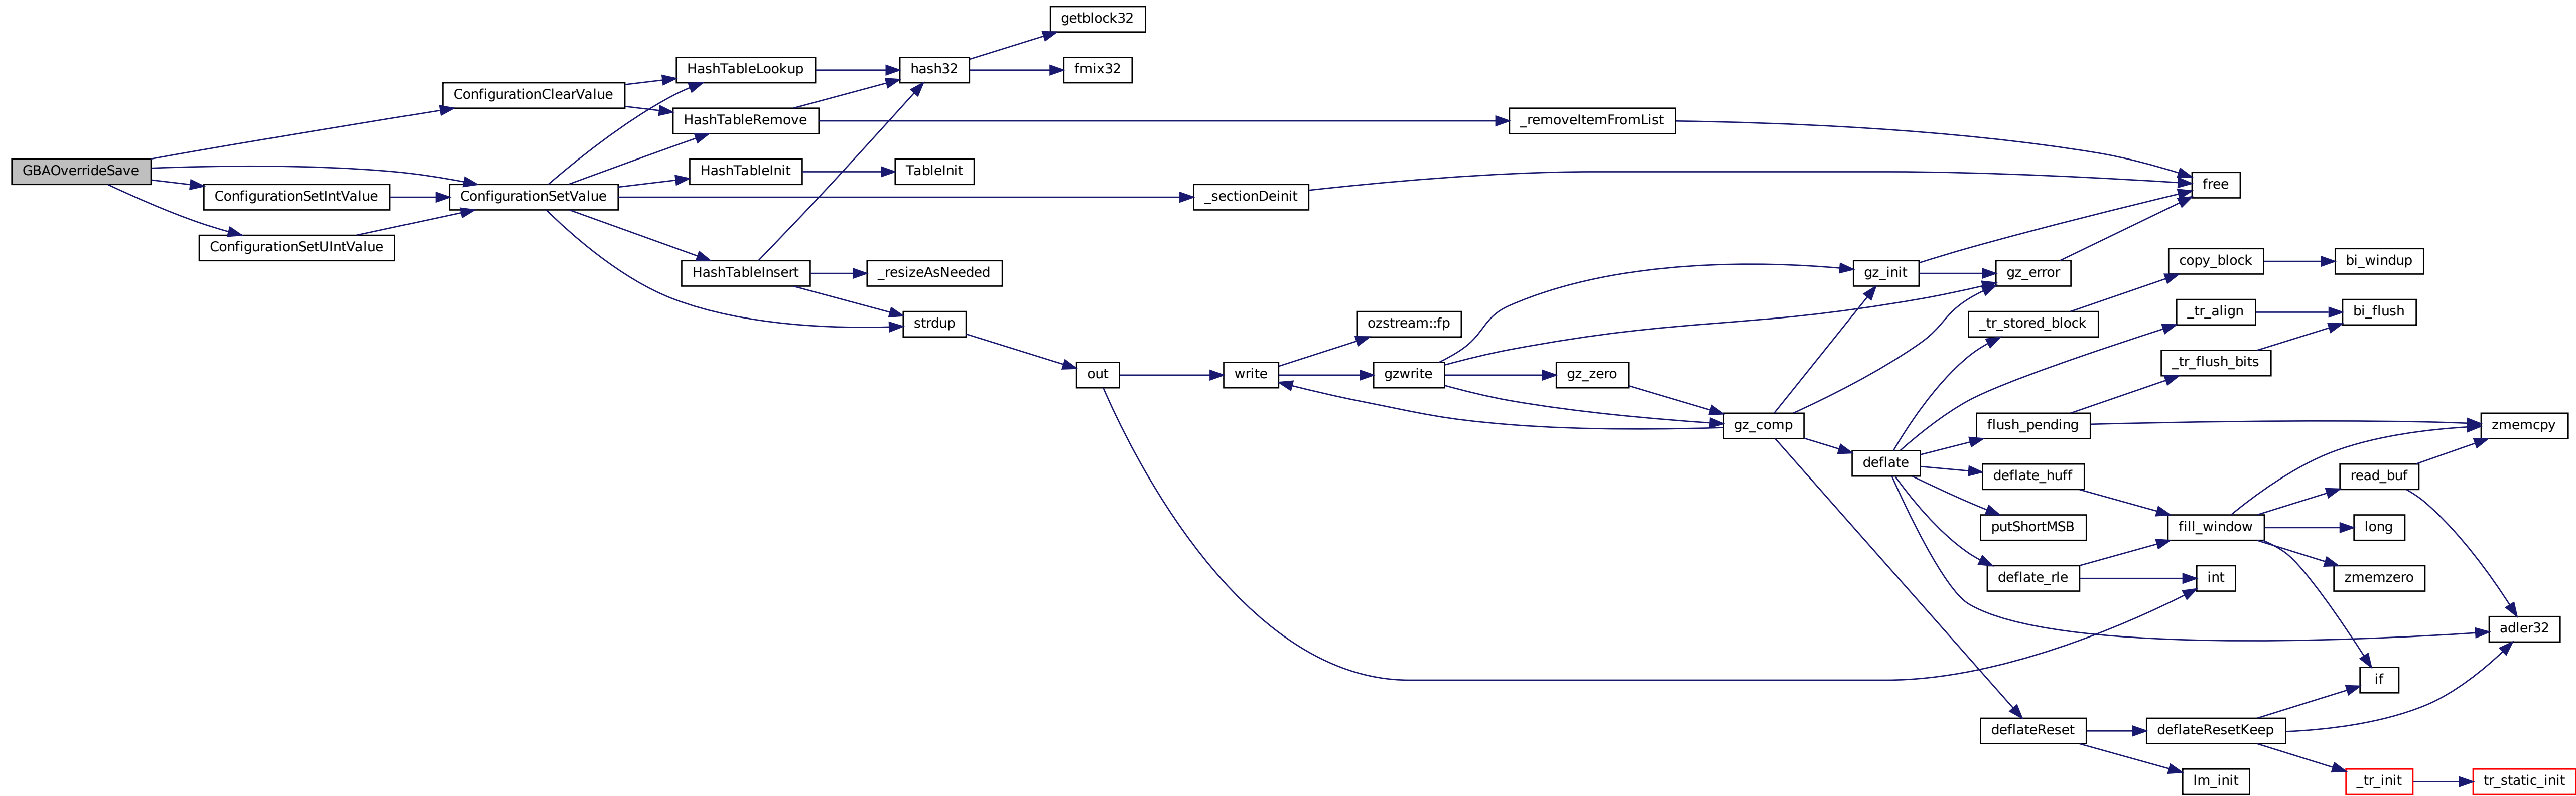 GBAOverrideSave
ConfigurationClearValue
ConfigurationSetIntValue
ConfigurationSetUIntValue
ConfigurationSetValue
HashTableLookup
HashTableRemove
HashTableInit
HashTableInsert
hash32
TableInit
_resizeAsNeeded
strdup
getblock32
fmix32
out
_sectionDeinit
write
ozstream::fp
gzwrite
_removeItemFromList
gz_zero
gz_comp
gz_init
deflate
gz_error
_tr_stored_block
flush_pending
deflate_huff
putShortMSB
deflate_rle
deflateReset
free
copy_block
_tr_align
_tr_flush_bits
fill_window
int
deflateResetKeep
lm_init
bi_windup
bi_flush
read_buf
long
zmemzero
if
_tr_init
zmemcpy
adler32
tr_static_init